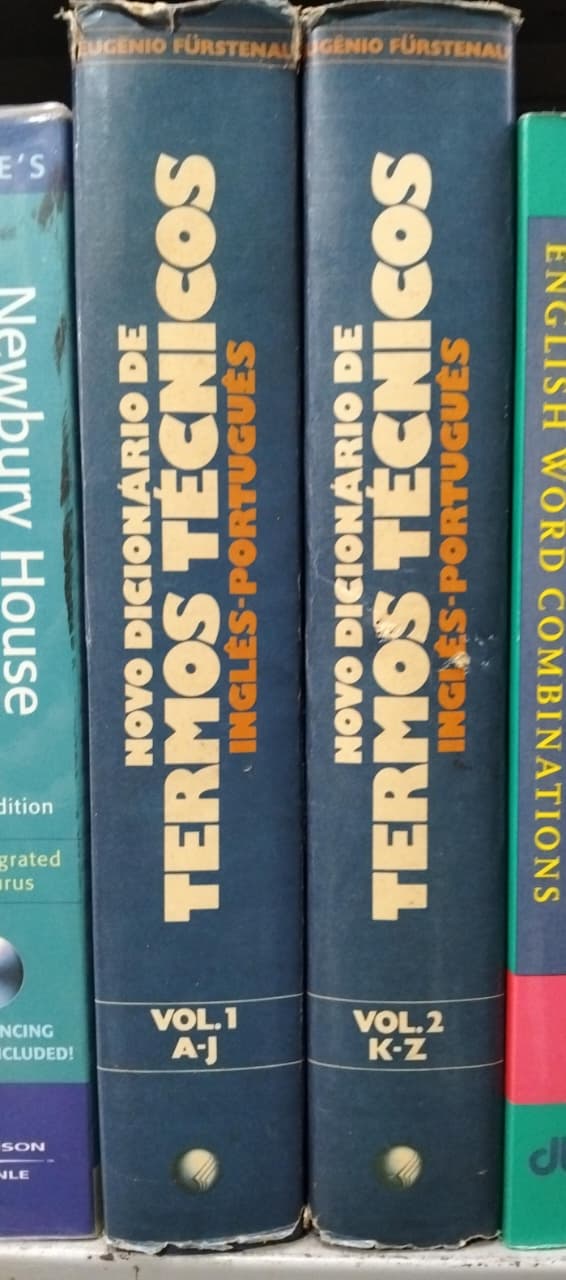 E'S
Newbury House
dition
grated
urus
NCING
CLUDED!
SON
NLE
EUGÊNIO FÜRSTENAU
NOVO DICIONÁRIO DE
TERMOS TÉCNICOS
INGLÊS-PORTUGUÊS
VOL.1
A-J
UGÊNIO FÜRSTENAU
NOVO DICIONÁRIO DE
TERMOS TÉCNICOS
INGLÊS-PORTUGUÊS
VOL.2
K-Z
ENGLISH WORD COMBINATIONS